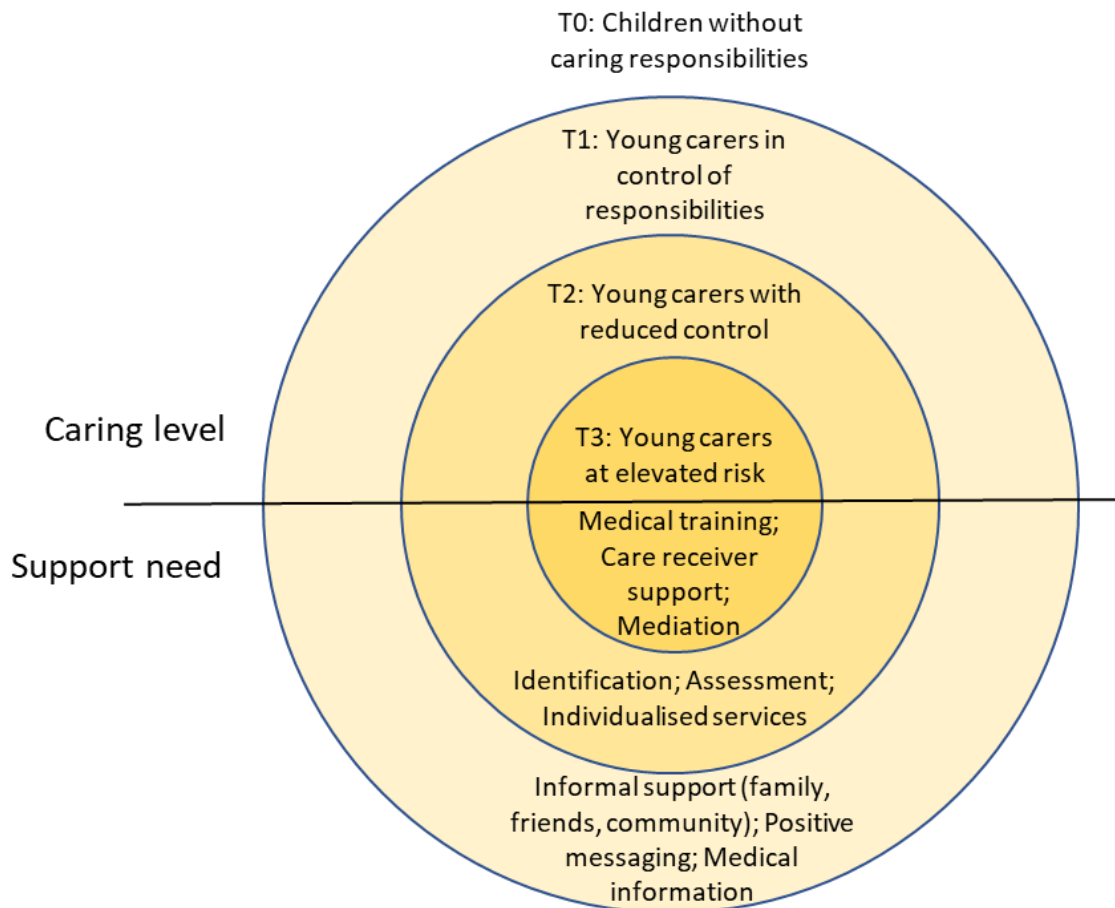 T0: Children without
caring responsibilities
T1: Young carers in
control of
responsibilities
T2: Young carers with
reduced control
Caring level
T3: Young carers
at elevated risk
Support need
Medical training;
Care receiver
support;
Mediation
Identification; Assessment;
Individualised services
Informal support (family,
friends, community); Positive
messaging; Medical
information